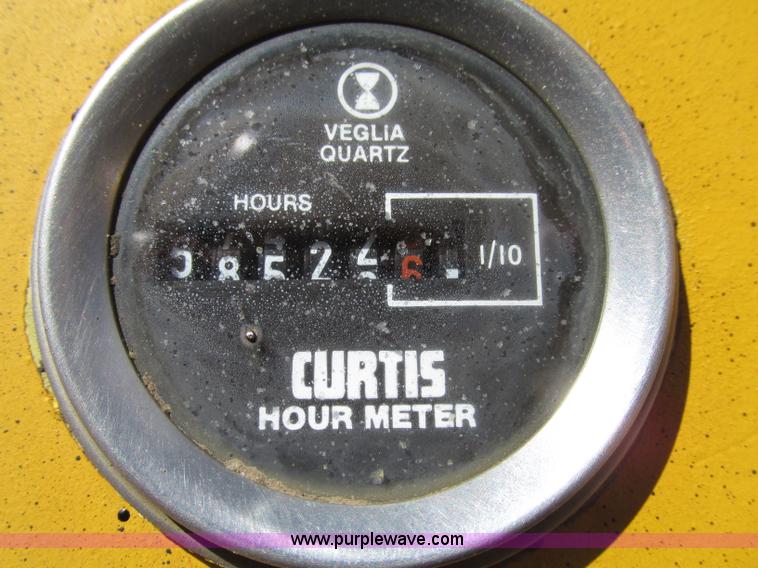 VEGLIA
QUARTZ
HOURS
1/10
CURTIS
HOUR METER
www.purplewave.com